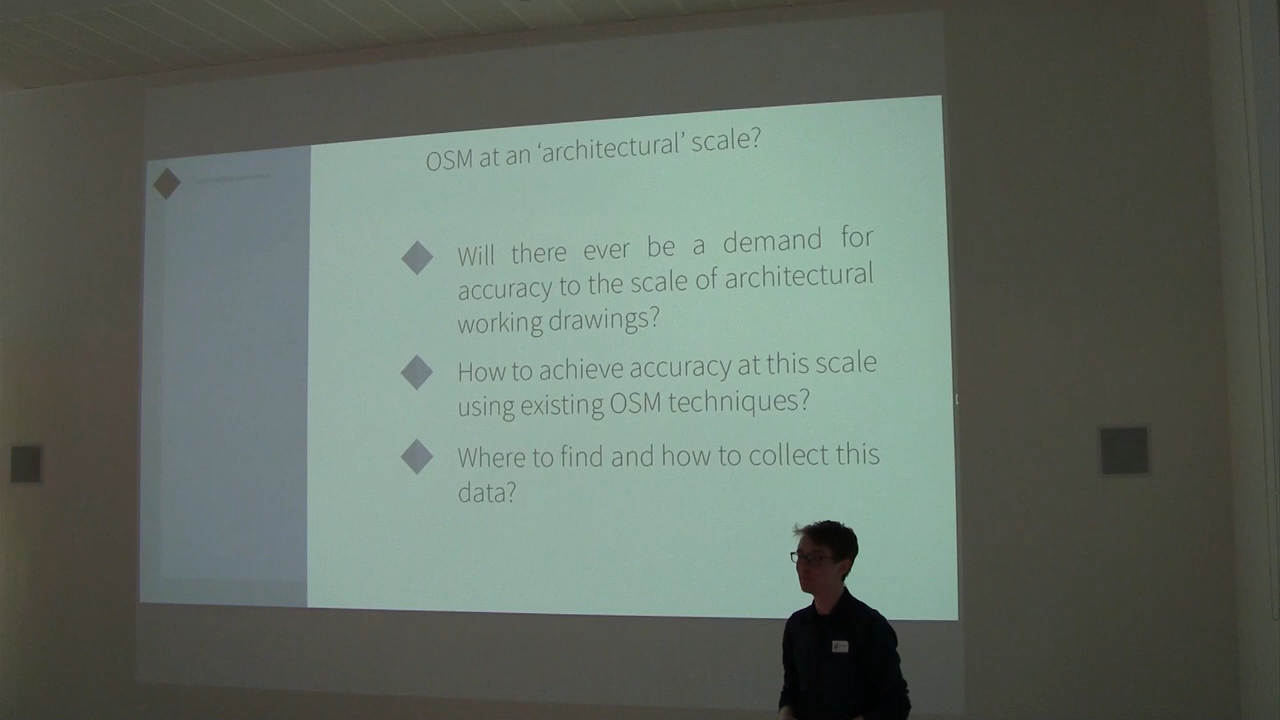 OSM at an ‘architectural’ scale?
Will there ever be a demand for
accuracy to the scale of architectural
working drawings?
How to achieve accuracy at this scale
using existing OSM techniques?
Where to find and how to collect this
data?